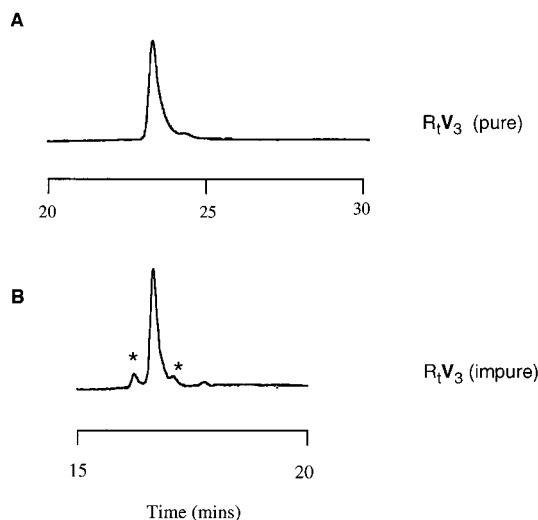 A
RtV3 (pure)
20 25 30
B
* *
RtV3 (impure)
15 20
Time (mins)